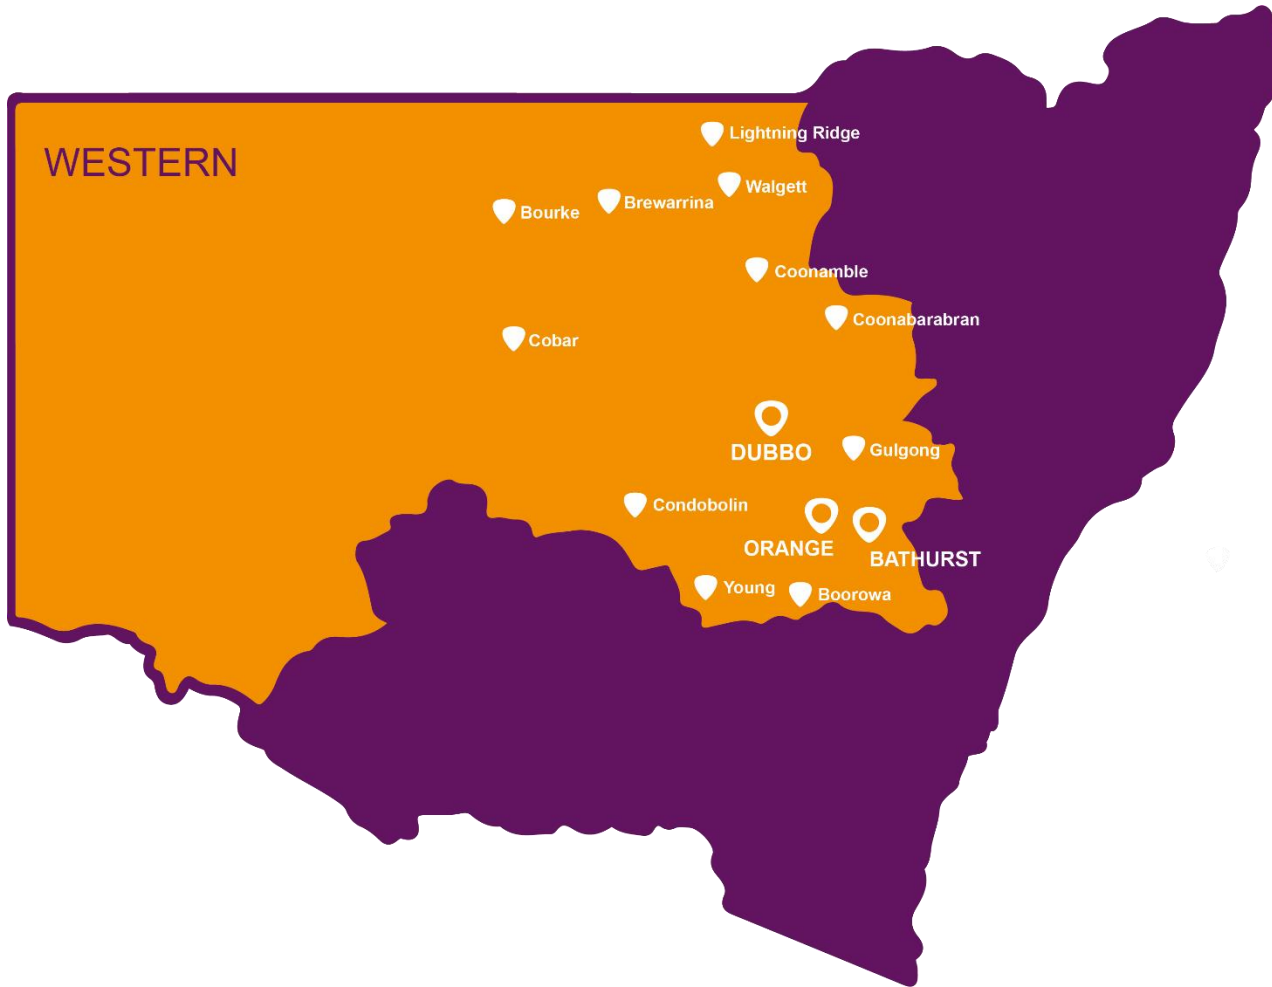 WESTERN
Lightning Ridge
Walgett
Brewarrina
Bourke
Coonamble
Coonabarabran
Cobar
DUBBO
Gulgong
Condobolin
ORANGE
BATHURST
Young
Boorowa